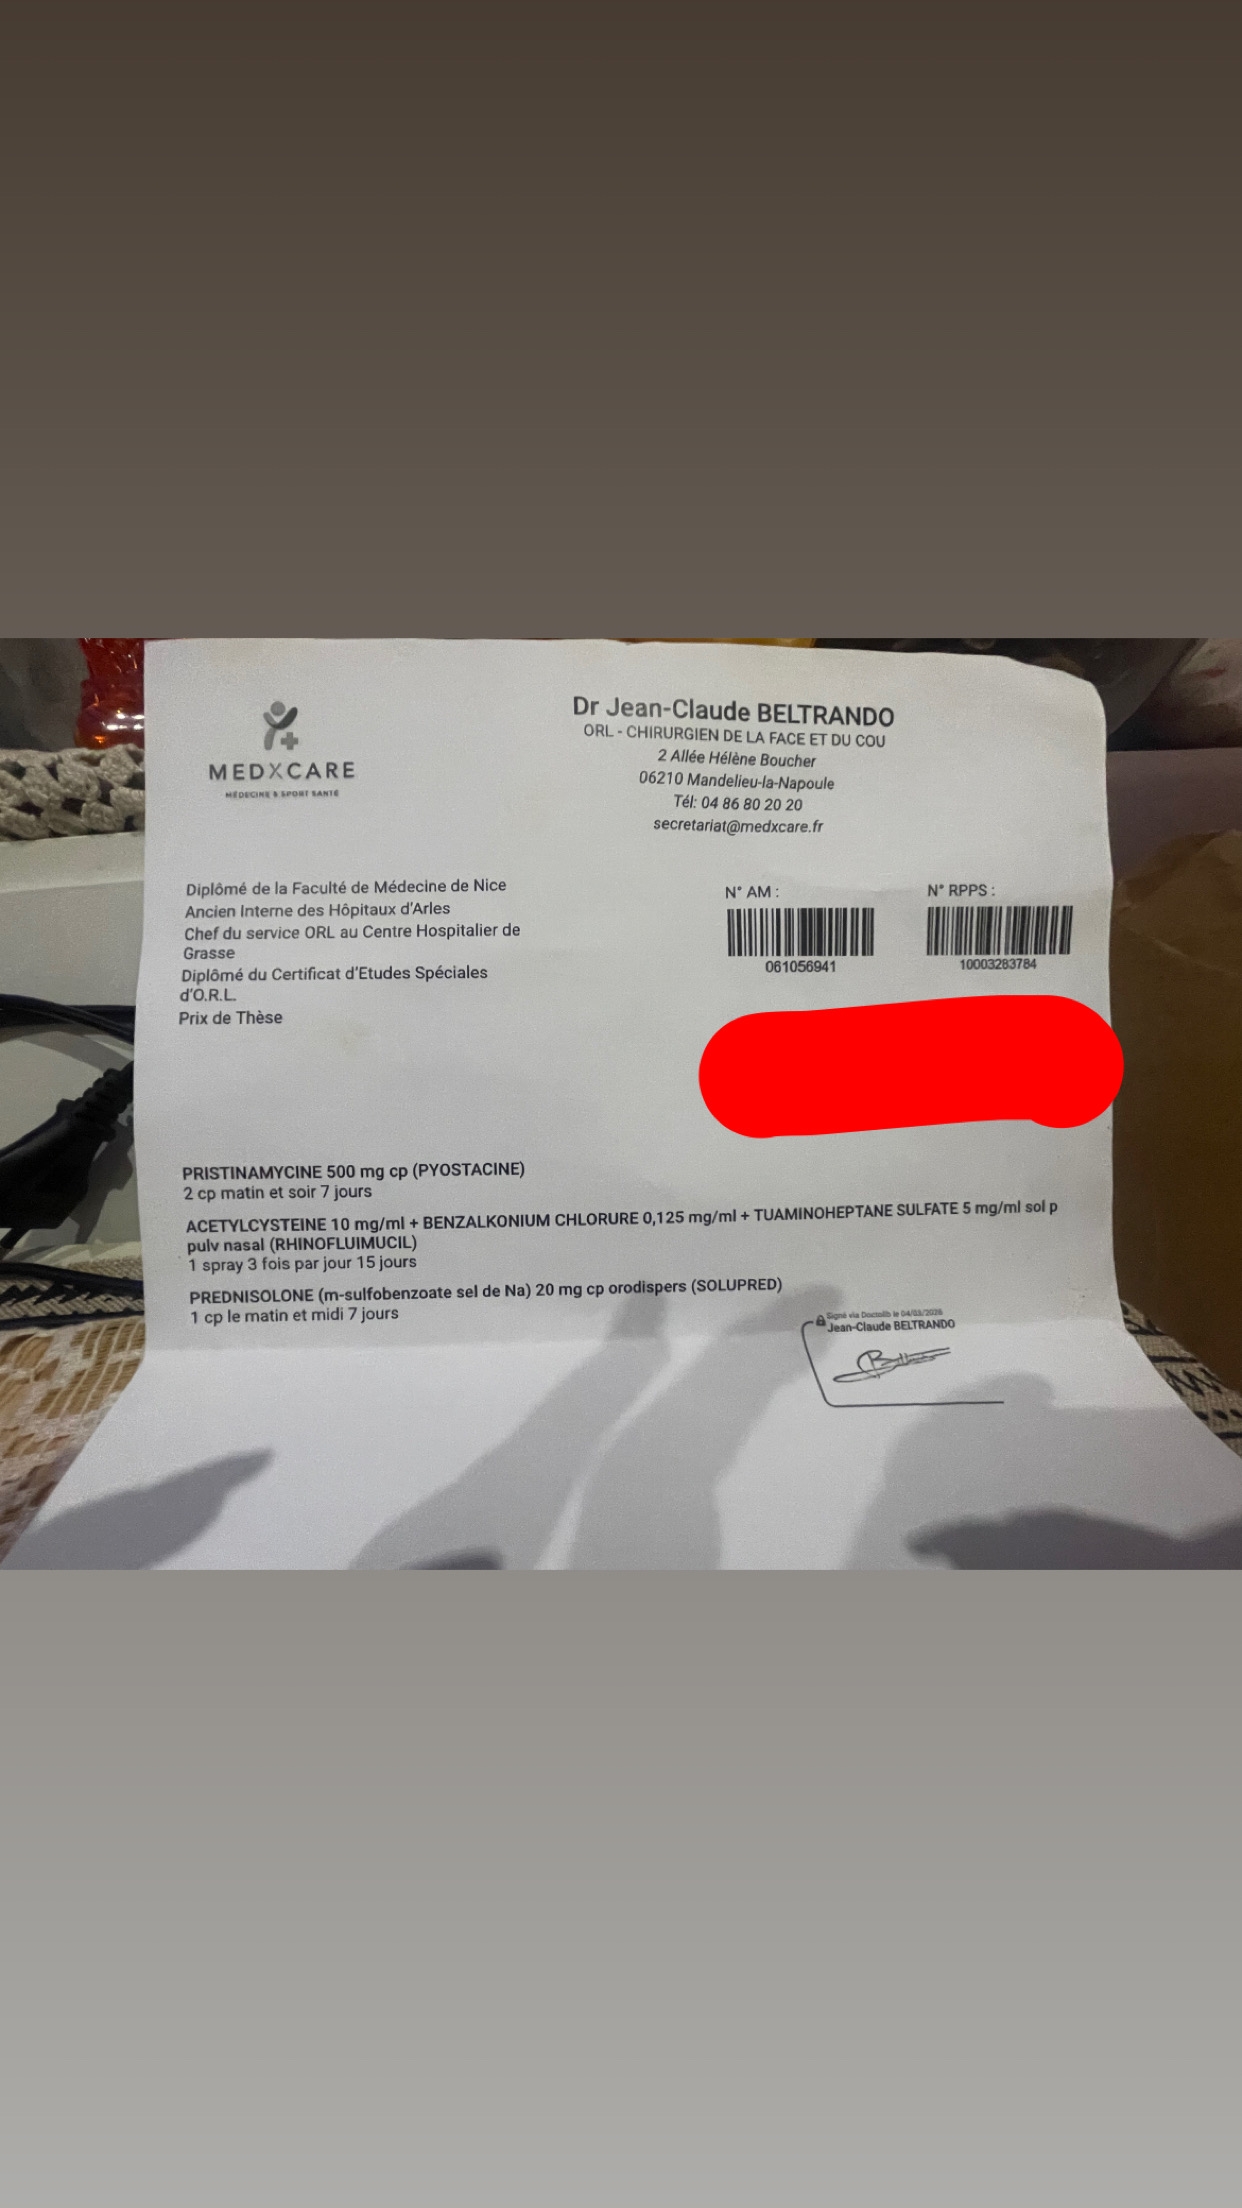 MEDXCARE
MÉDECINE & SPORT SANTÉ
Dr Jean-Claude BELTRANDO
ORL - CHIRURGIEN DE LA FACE ET DU COU
2 Allée Hélène Boucher
06210 Mandelieu-la-Napoule
Tél: 04 86 80 20 20
secretariat@medxcare.fr
Diplômé de la Faculté de Médecine de Nice
Ancien Interne des Hôpitaux d'Arles
Chef du service ORL au Centre Hospitalier de
Grasse
Diplômé du Certificat d'Etudes Spéciales
d'O.R.L.
Prix de Thèse
N° AM :
061056941
N° RPPS :
10003283784
PRISTINAMYCINE 500 mg cp (PYOSTACINE)
2 cp matin et soir 7 jours
ACETYLCYSTEINE 10 mg/ml + BENZALKONIUM CHLORURE 0,125 mg/ml + TUAMINOHEPTANE SULFATE 5 mg/ml sol p
pulv nasal (RHINOFLUIMUCIL)
1 spray 3 fois par jour 15 jours
PREDNISOLONE (m-sulfobenzoate sel de Na) 20 mg cp orodispers (SOLUPRED)
1 cp le matin et midi 7 jours
Signé via Doctolib le 04/03/2026
Jean-Claude BELTRANDO